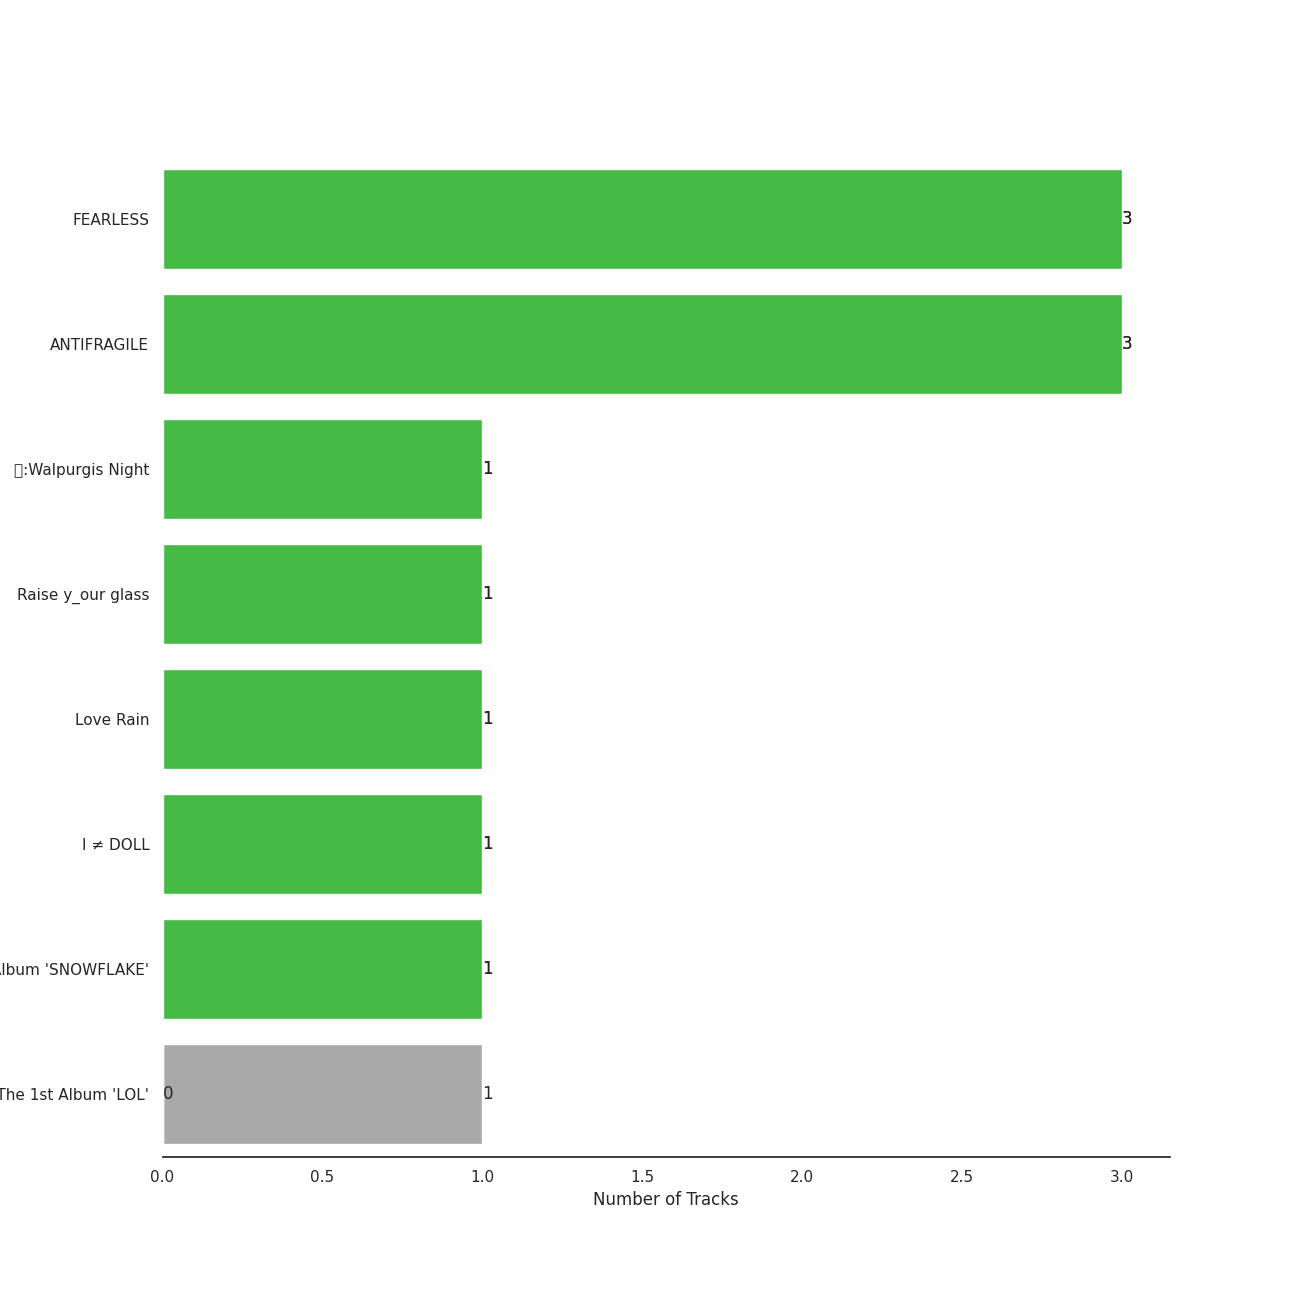 FEARLESS 3
ANTIFRAGILE 3
:Walpurgis Night 1
Raise y_our glass 1
Love Rain 1
I ≠ DOLL 1
'SNOWFLAKE' 1
The 1st Album 'LOL' 0 1
0.0 0.5 1.0 1.5 2.0 2.5 3.0
Number of Tracks